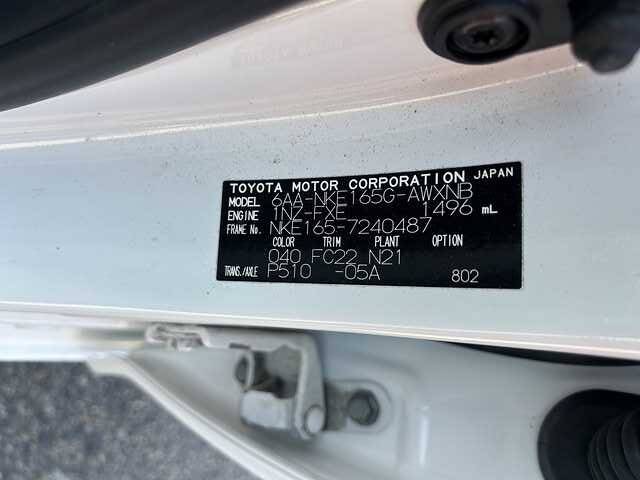 TOYOTA MOTOR CORPORATION JAPAN
MODEL 6AA-NKE165G-AWXNB
ENGINE 1NZ-FXE 1496 mL
FRAME No. NKE165-7240487
COLOR TRIM PLANT OPTION
040 FC22 N21
TRANS./AXLE P510 -05A 802